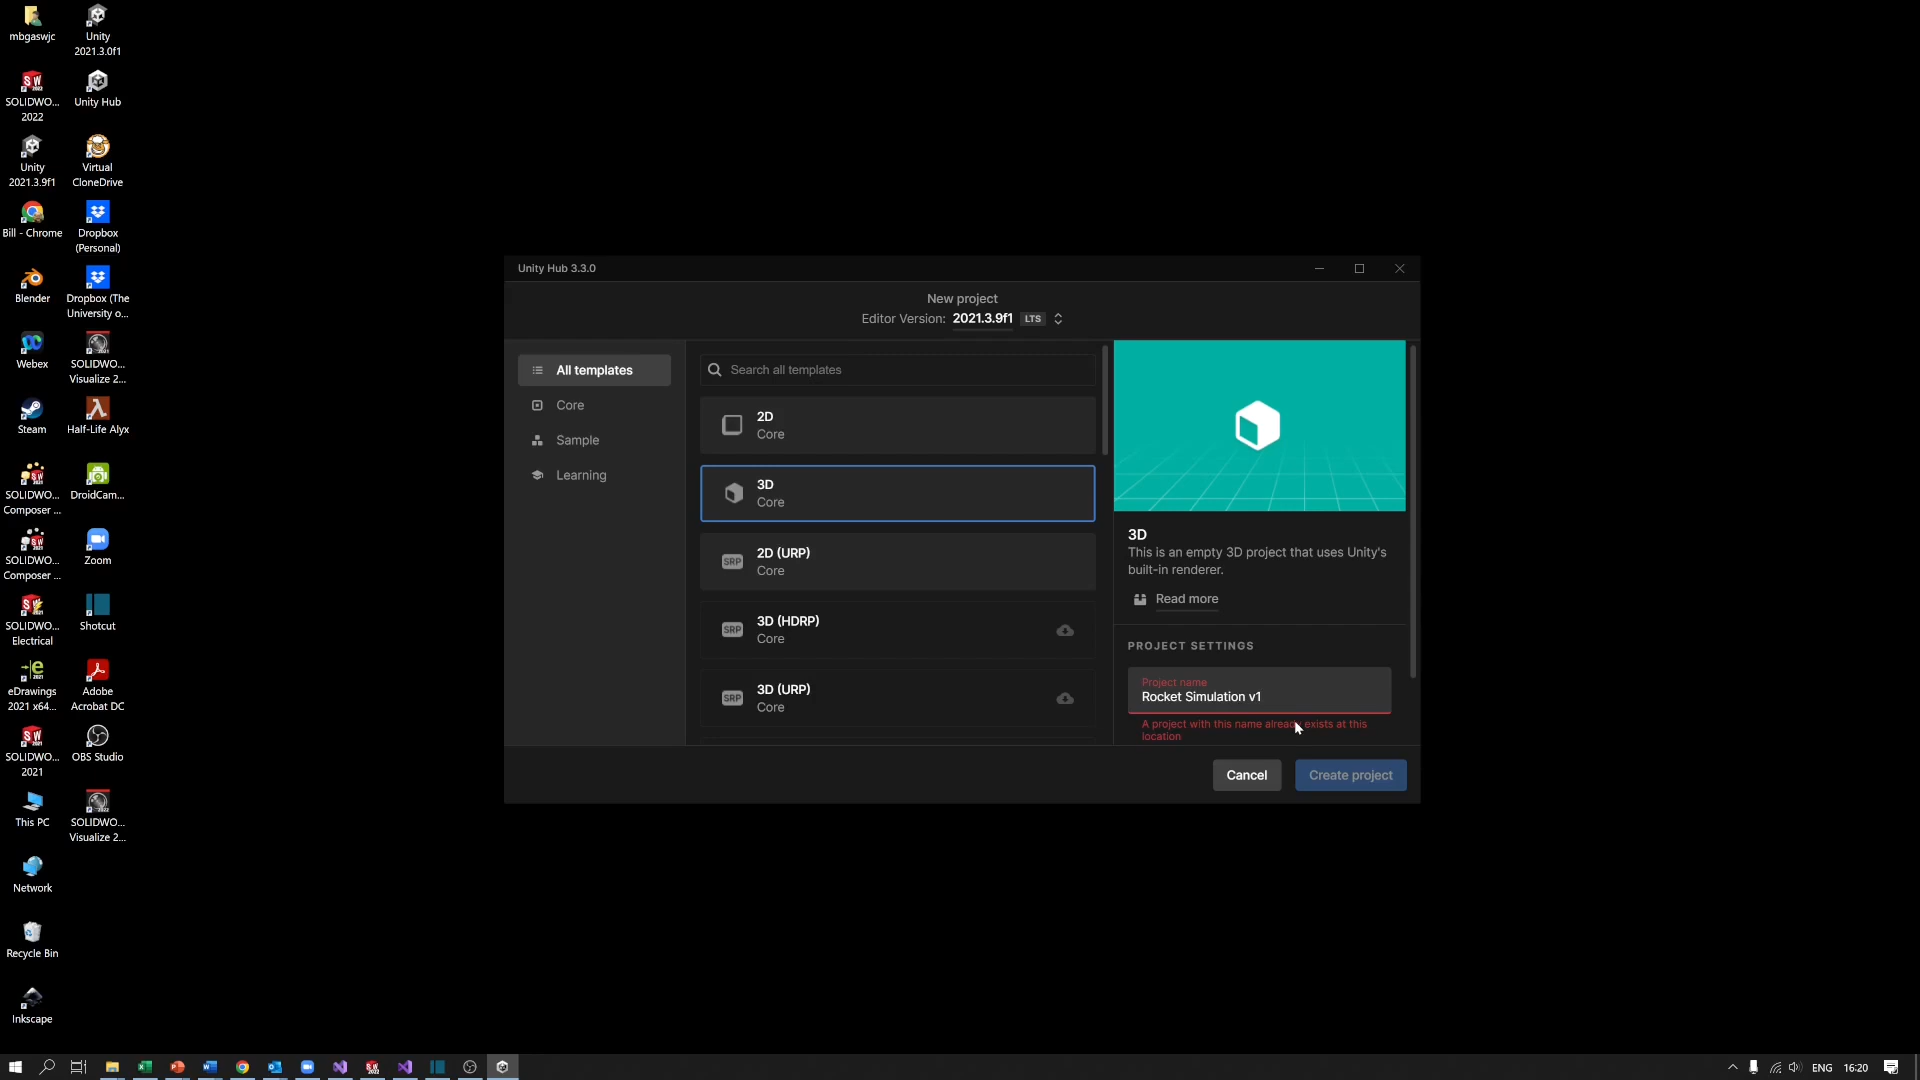 mbgaswjc
Unity
2021.3.0f1
SOLIDWO...
2022
Unity Hub
Unity
2021.3.9f1
Virtual
CloneDrive
Bill - Chrome
Dropbox
(Personal)
Blender
Dropbox (The
University o...
Webex
SOLIDWO...
Visualize 2...
Steam
Half-Life Alyx
SOLIDWO...
Composer ...
DroidCam...
SOLIDWO...
Composer ...
Zoom
SOLIDWO...
Electrical
Shotcut
eDrawings
2021 x64...
Adobe
Acrobat DC
SOLIDWO...
2021
OBS Studio
This PC
SOLIDWO...
Visualize 2...
Network
Recycle Bin
Inkscape
Unity Hub 3.3.0
New project
Editor Version: 2021.3.9f1 LTS
All templates
Core
Sample
Learning
Search all templates
2D
Core
3D
Core
SRP
2D (URP)
Core
SRP
3D (HDRP)
Core
SRP
3D (URP)
Core
3D
This is an empty 3D project that uses Unity's
built-in renderer.
Read more
PROJECT SETTINGS
Project name
Rocket Simulation v1
A project with this name already exists at this
location
Cancel
Create project
ENG
16:20